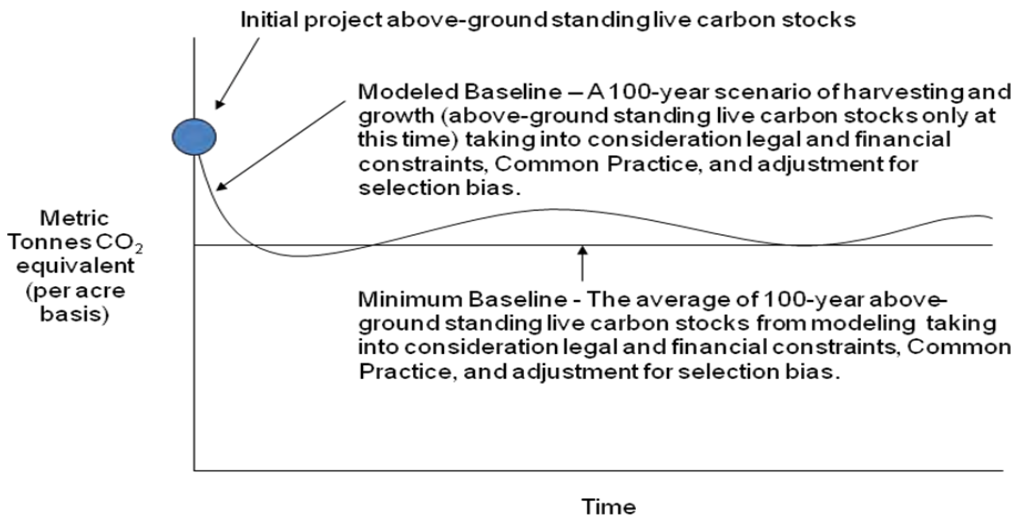 Initial project above-ground standing live carbon stocks
Modeled Baseline – A 100-year scenario of harvesting and
growth (above-ground standing live carbon stocks only at
this time) taking into consideration legal and financial
constraints, Common Practice, and adjustment for
selection bias.
Metric
Tonnes CO₂
equivalent
(per acre
basis)
Minimum Baseline - The average of 100-year above-
ground standing live carbon stocks from modeling taking
into consideration legal and financial constraints, Common
Practice, and adjustment for selection bias.
Time